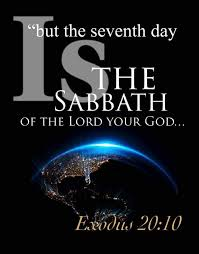 “but the seventh day
Is THE
SABBATH
OF THE LORD YOUR GOD...
Exodus 20:10